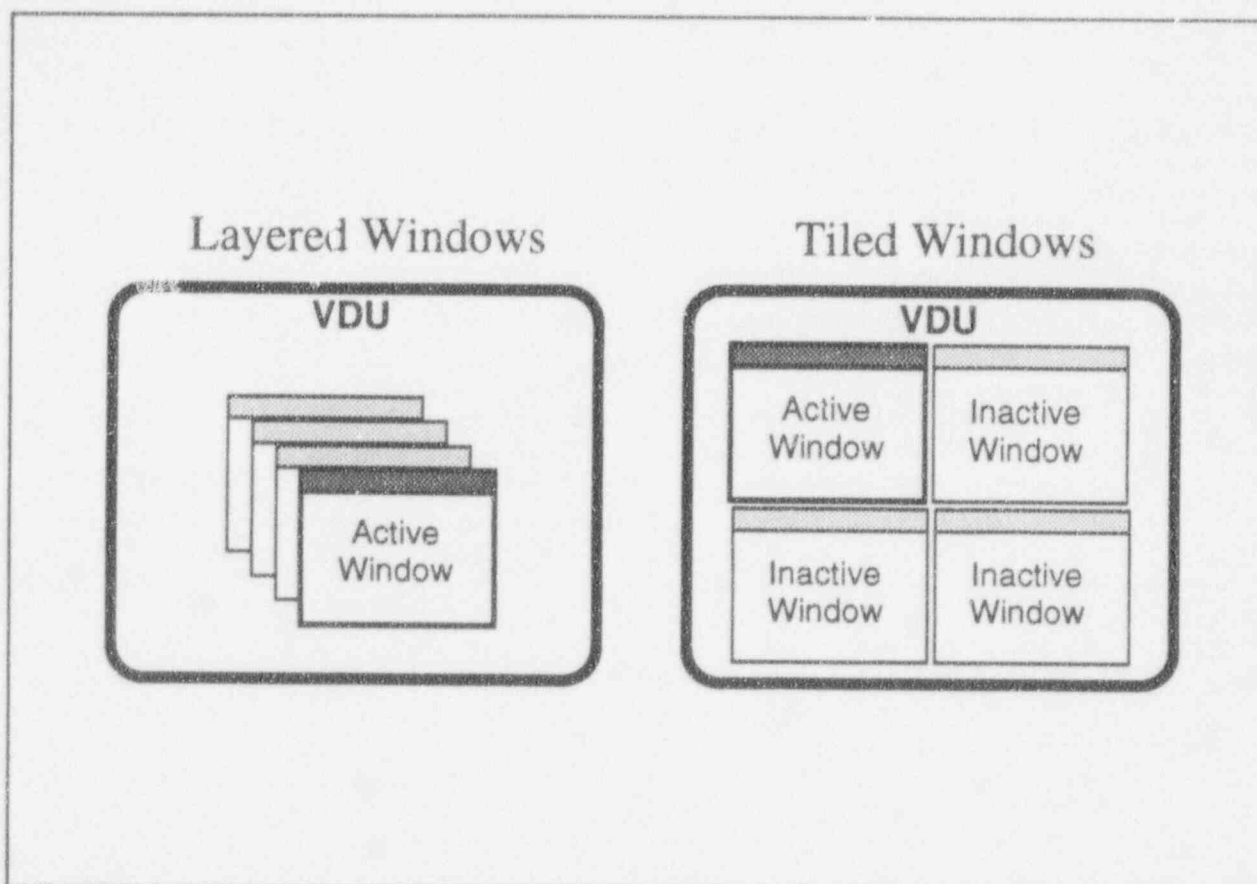 Layered Windows
VDU
Active
Window
Tiled Windows
VDU
Active
Window
Inactive
Window
Inactive
Window
Inactive
Window